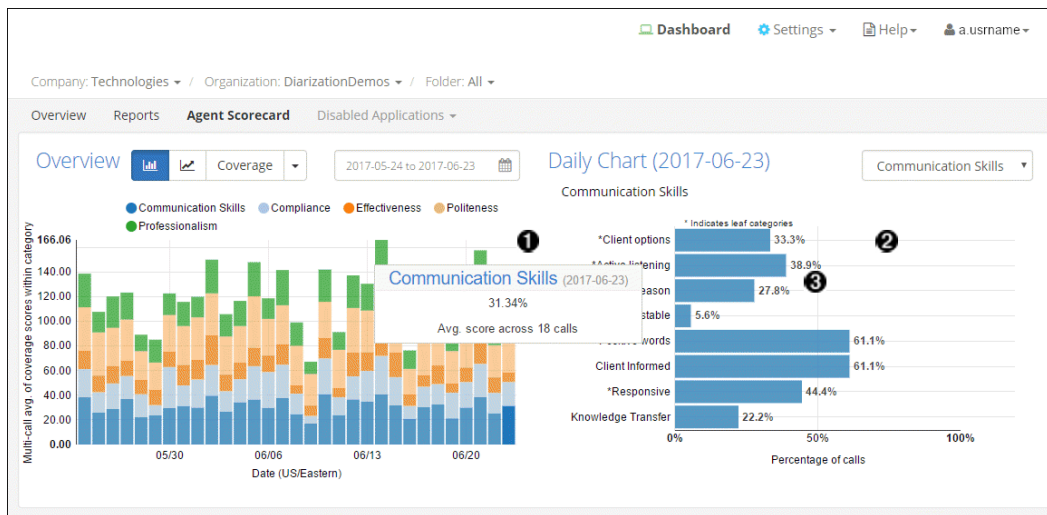 Dashboard Settings Help a.usrname
Company: Technologies / Organization: DiarizationDemos / Folder: All
Overview Reports Agent Scorecard Disabled Applications
Overview Coverage 2017-05-24 to 2017-06-23
Communication Skills Compliance Effectiveness Politeness
Professionalism
Multi-call avg. of coverage scores within category
166.06
140.00
120.00
100.00
80.00
60.00
40.00
20.00
0.00
05/30 06/06 06/13 06/20
Date (US/Eastern)
1
Communication Skills (2017-06-23)
31.34%
Avg. score across 18 calls
Daily Chart (2017-06-23) Communication Skills
Communication Skills
* Indicates leaf categories
*Client options 33.3% 2
*Active listening 38.9%
3
eason 27.8%
stable 5.6%
words 61.1%
Client Informed 61.1%
*Responsive 44.4%
Knowledge Transfer 22.2%
0% 50% 100%
Percentage of calls